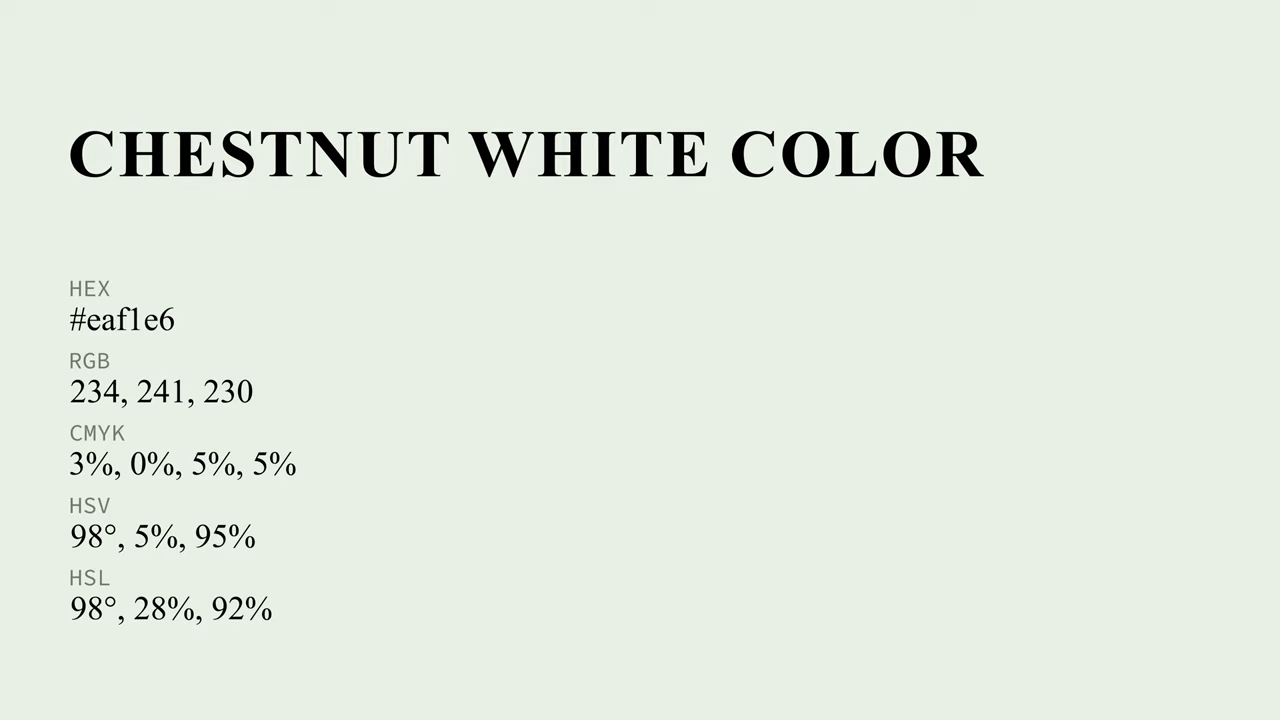 CHESTNUT WHITE COLOR
HEX
#eaf1e6
RGB
234, 241, 230
CMYK
3%, 0%, 5%, 5%
HSV
98°, 5%, 95%
HSL
98°, 28%, 92%